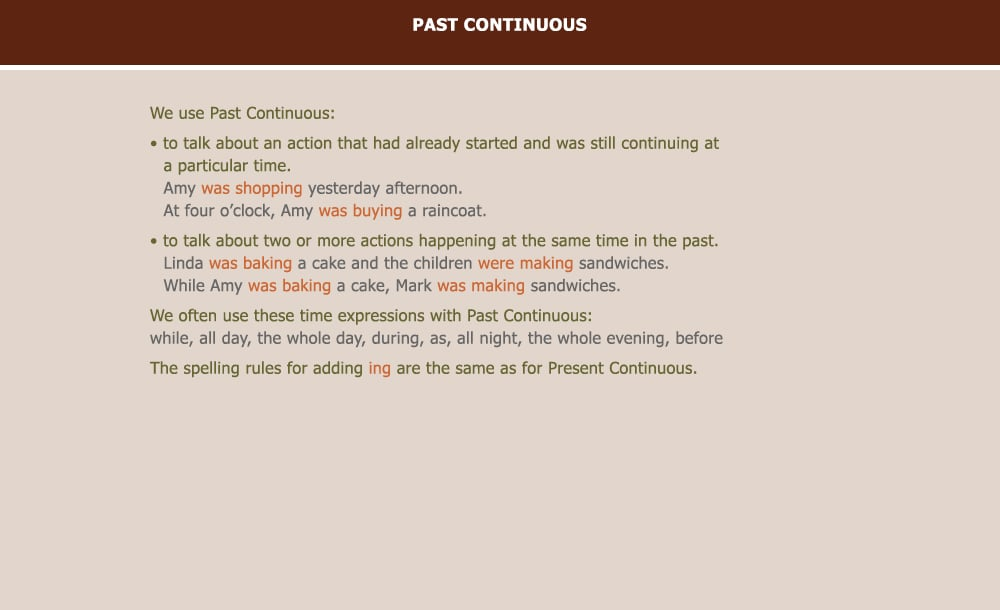 PAST CONTINUOUS
We use Past Continuous:
• to talk about an action that had already started and was still continuing at
a particular time.
Amy was shopping yesterday afternoon.
At four o’clock, Amy was buying a raincoat.
• to talk about two or more actions happening at the same time in the past.
Linda was baking a cake and the children were making sandwiches.
While Amy was baking a cake, Mark was making sandwiches.
We often use these time expressions with Past Continuous:
while, all day, the whole day, during, as, all night, the whole evening, before
The spelling rules for adding ing are the same as for Present Continuous.